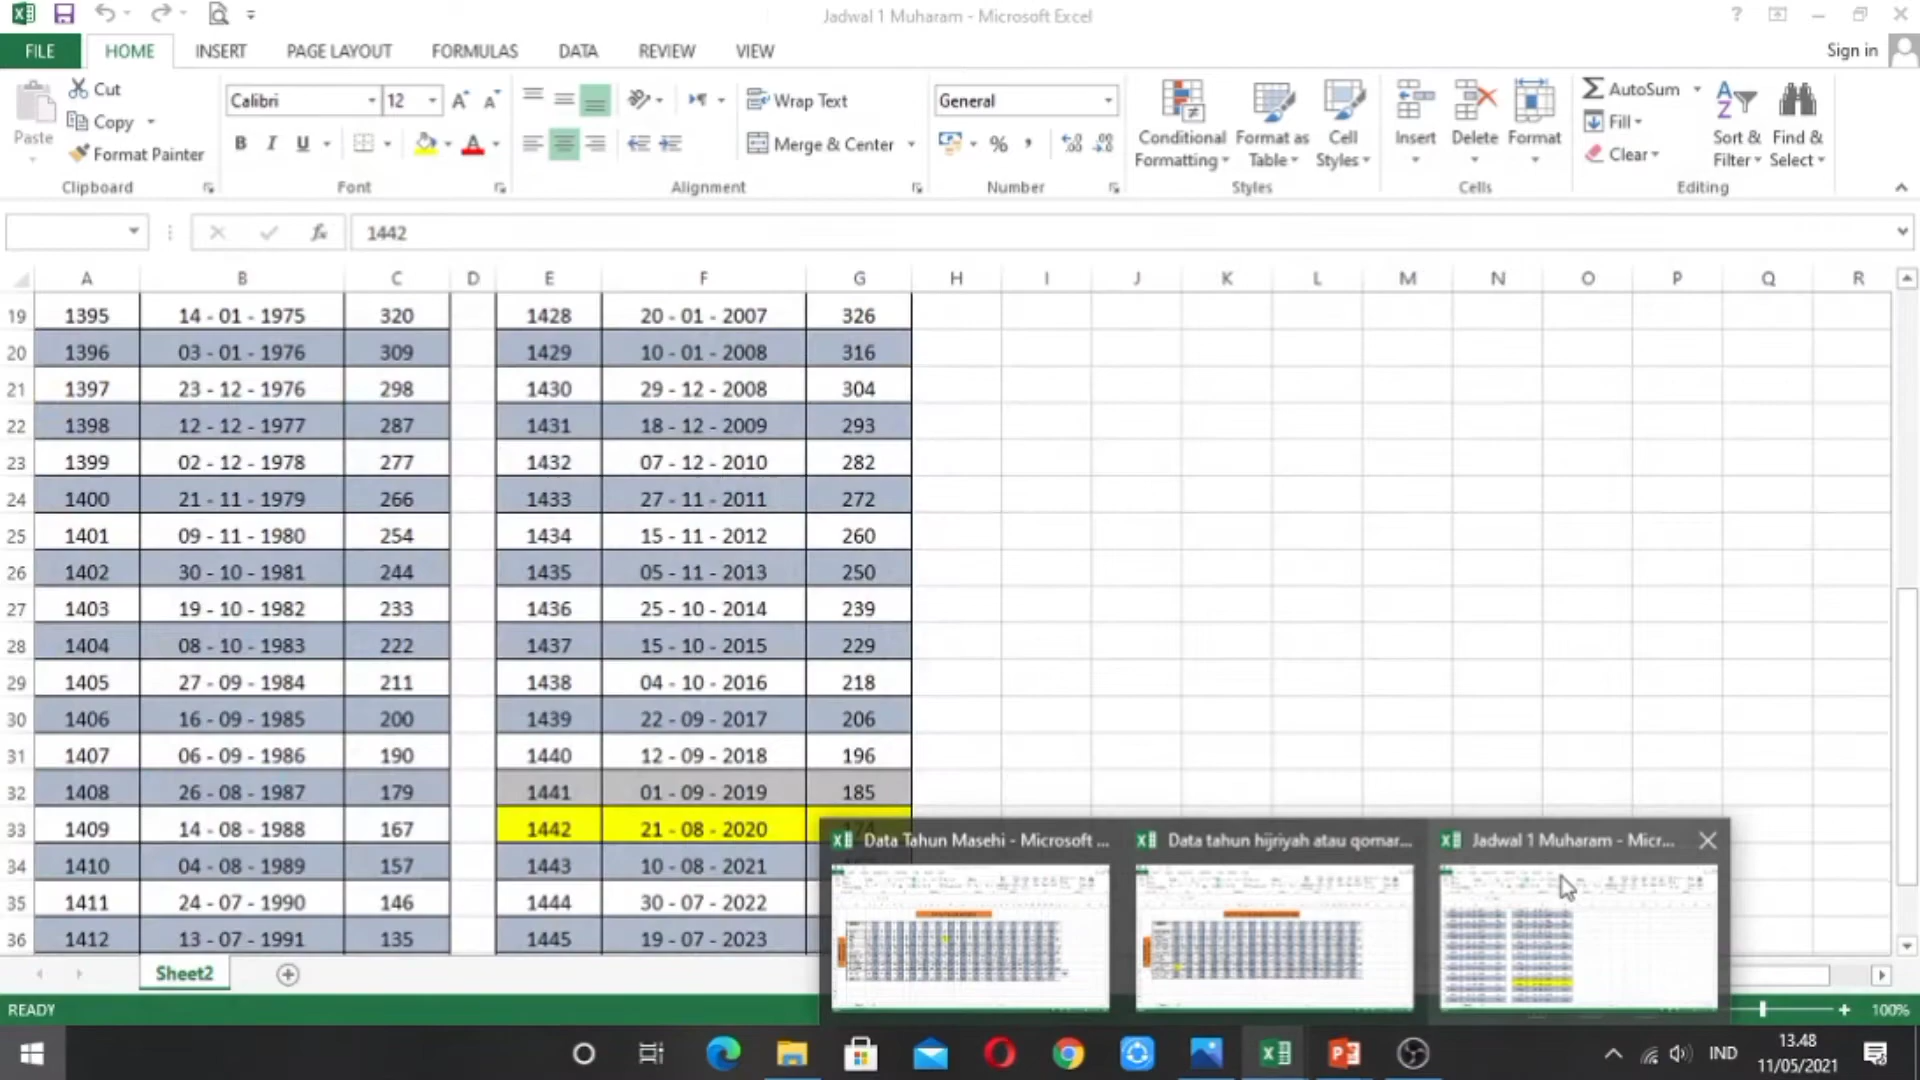 Jadwal 1 Muharam - Microsoft Excel
FILE HOME INSERT PAGE LAYOUT FORMULAS DATA REVIEW VIEW Sign in
Paste Cut Copy Format Painter Clipboard
Calibri 12 B I U Font
Wrap Text Merge & Center Alignment
General % Number
Conditional Formatting Format as Table Cell Styles Styles
Insert Delete Format Cells
AutoSum Fill Clear Sort & Filter Find & Select Editing
fx 1442
A B C D E F G H I J K L M N O P Q R
19 1395 14 - 01 - 1975 320 1428 20 - 01 - 2007 326
20 1396 03 - 01 - 1976 309 1429 10 - 01 - 2008 316
21 1397 23 - 12 - 1976 298 1430 29 - 12 - 2008 304
22 1398 12 - 12 - 1977 287 1431 18 - 12 - 2009 293
23 1399 02 - 12 - 1978 277 1432 07 - 12 - 2010 282
24 1400 21 - 11 - 1979 266 1433 27 - 11 - 2011 272
25 1401 09 - 11 - 1980 254 1434 15 - 11 - 2012 260
26 1402 30 - 10 - 1981 244 1435 05 - 11 - 2013 250
27 1403 19 - 10 - 1982 233 1436 25 - 10 - 2014 239
28 1404 08 - 10 - 1983 222 1437 15 - 10 - 2015 229
29 1405 27 - 09 - 1984 211 1438 04 - 10 - 2016 218
30 1406 16 - 09 - 1985 200 1439 22 - 09 - 2017 206
31 1407 06 - 09 - 1986 190 1440 12 - 09 - 2018 196
32 1408 26 - 08 - 1987 179 1441 01 - 09 - 2019 185
33 1409 14 - 08 - 1988 167 1442 21 - 08 - 2020
34 1410 04 - 08 - 1989 157 1443 10 - 08 - 2021
35 1411 24 - 07 - 1990 146 1444 30 - 07 - 2022
36 1412 13 - 07 - 1991 135 1445 19 - 07 - 2023
Data Tahun Masehi - Microsoft ...
Data tahun hijriyah atau qomar...
Jadwal 1 Muharam - Micr...
Sheet2
READY 100%
IND 13.48
11/05/2021